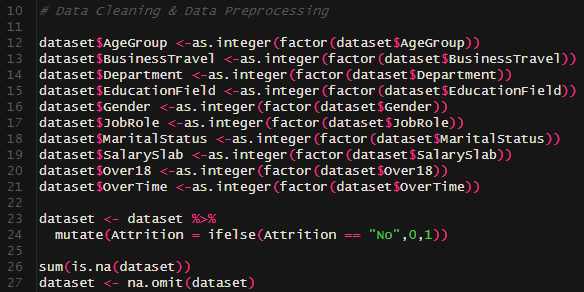 10 # Data Cleaning & Data Preprocessing
11
12 dataset$AgeGroup <-as.integer(factor(dataset$AgeGroup))
13 dataset$BusinessTravel <-as.integer(factor(dataset$BusinessTravel))
14 dataset$Department <-as.integer(factor(dataset$Department))
15 dataset$EducationField <-as.integer(factor(dataset$EducationField))
16 dataset$Gender <-as.integer(factor(dataset$Gender))
17 dataset$JobRole <-as.integer(factor(dataset$JobRole))
18 dataset$MaritalStatus <-as.integer(factor(dataset$MaritalStatus))
19 dataset$SalarySlab <-as.integer(factor(dataset$SalarySlab))
20 dataset$Over18 <-as.integer(factor(dataset$Over18))
21 dataset$OverTime <-as.integer(factor(dataset$OverTime))
22
23 dataset <- dataset %>%
24   mutate(Attrition = ifelse(Attrition == "No",0,1))
25
26 sum(is.na(dataset))
27 dataset <- na.omit(dataset)